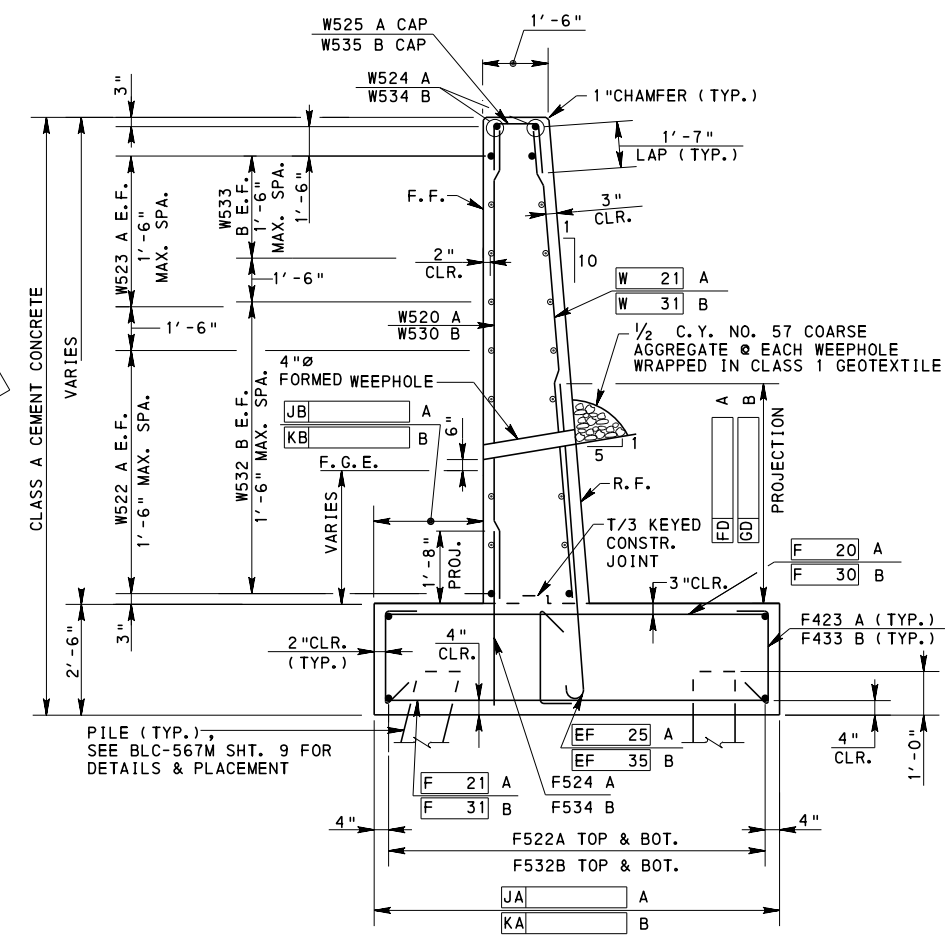 W525 A CAP
W535 B CAP
1'-6"
W524 A
W534 B
3"
1"CHAMFER (TYP.)
1'-7"
LAP (TYP.)
W523 A E.F.
1'-6"
MAX. SPA.
W533
B E.F.
1'-6"
MAX. SPA.
1'-6"
F.F.
3"
CLR.
1
10
2"
CLR.
1'-6"
W 21 A
W 31 B
1'-6"
W520 A
W530 B
1/2 C.Y. NO. 57 COARSE
AGGREGATE @ EACH WEEPHOLE
WRAPPED IN CLASS 1 GEOTEXTILE
CLASS A CEMENT CONCRETE
VARIES
4"Ø
FORMED WEEPHOLE
JB A
KB B
6"
W522 A E.F.
1'-6" MAX. SPA.
W532 B E.F.
1'-6" MAX. SPA.
F.G.E.
5
1
R.F.
FD A
GD B
PROJECTION
VARIES
1'-8"
PROJ.
T/3 KEYED
CONSTR.
JOINT
F 20 A
F 30 B
3"CLR.
F423 A (TYP.)
F433 B (TYP.)
2'-6"
3"
2"CLR.
(TYP.)
4"
CLR.
PILE (TYP.),
SEE BLC-567M SHT. 9 FOR
DETAILS & PLACEMENT
EF 25 A
EF 35 B
4"
CLR.
1'-0"
F 21 A
F 31 B
F524 A
F534 B
4"
F522A TOP & BOT.
F532B TOP & BOT.
4"
JA A
KA B